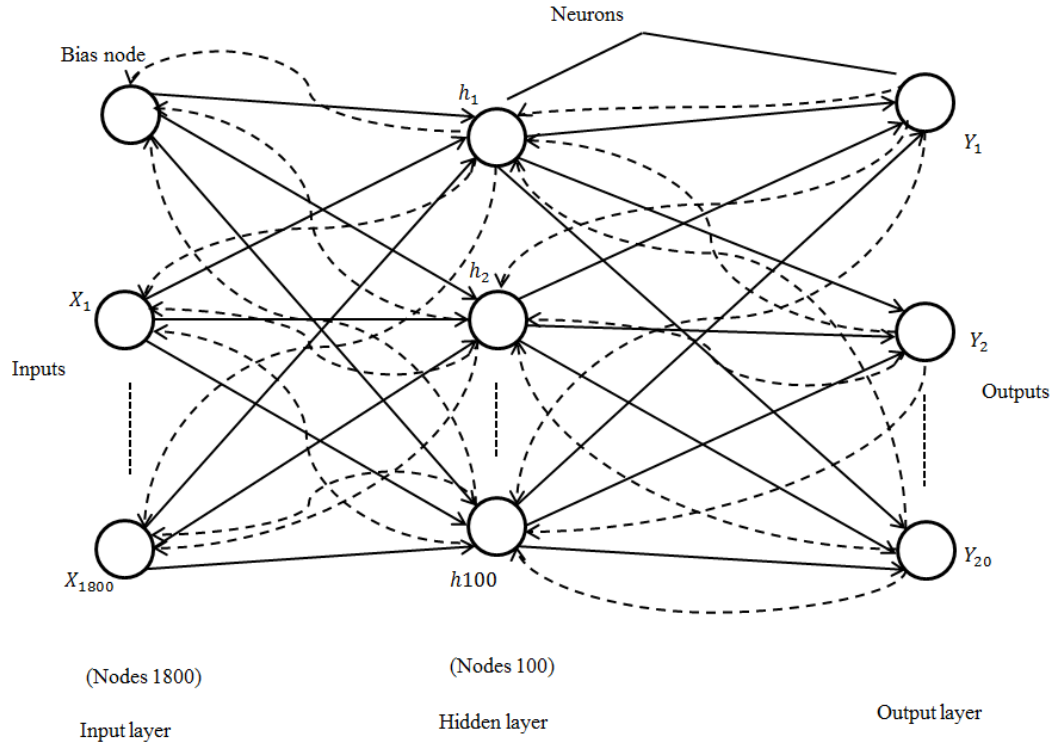 Neurons
Bias node
h₁
Y₁
h₂
X₁
Y₂
Inputs
Outputs
X₁₈₀₀
h100
Y₂₀
(Nodes 1800)
(Nodes 100)
Input layer
Hidden layer
Output layer